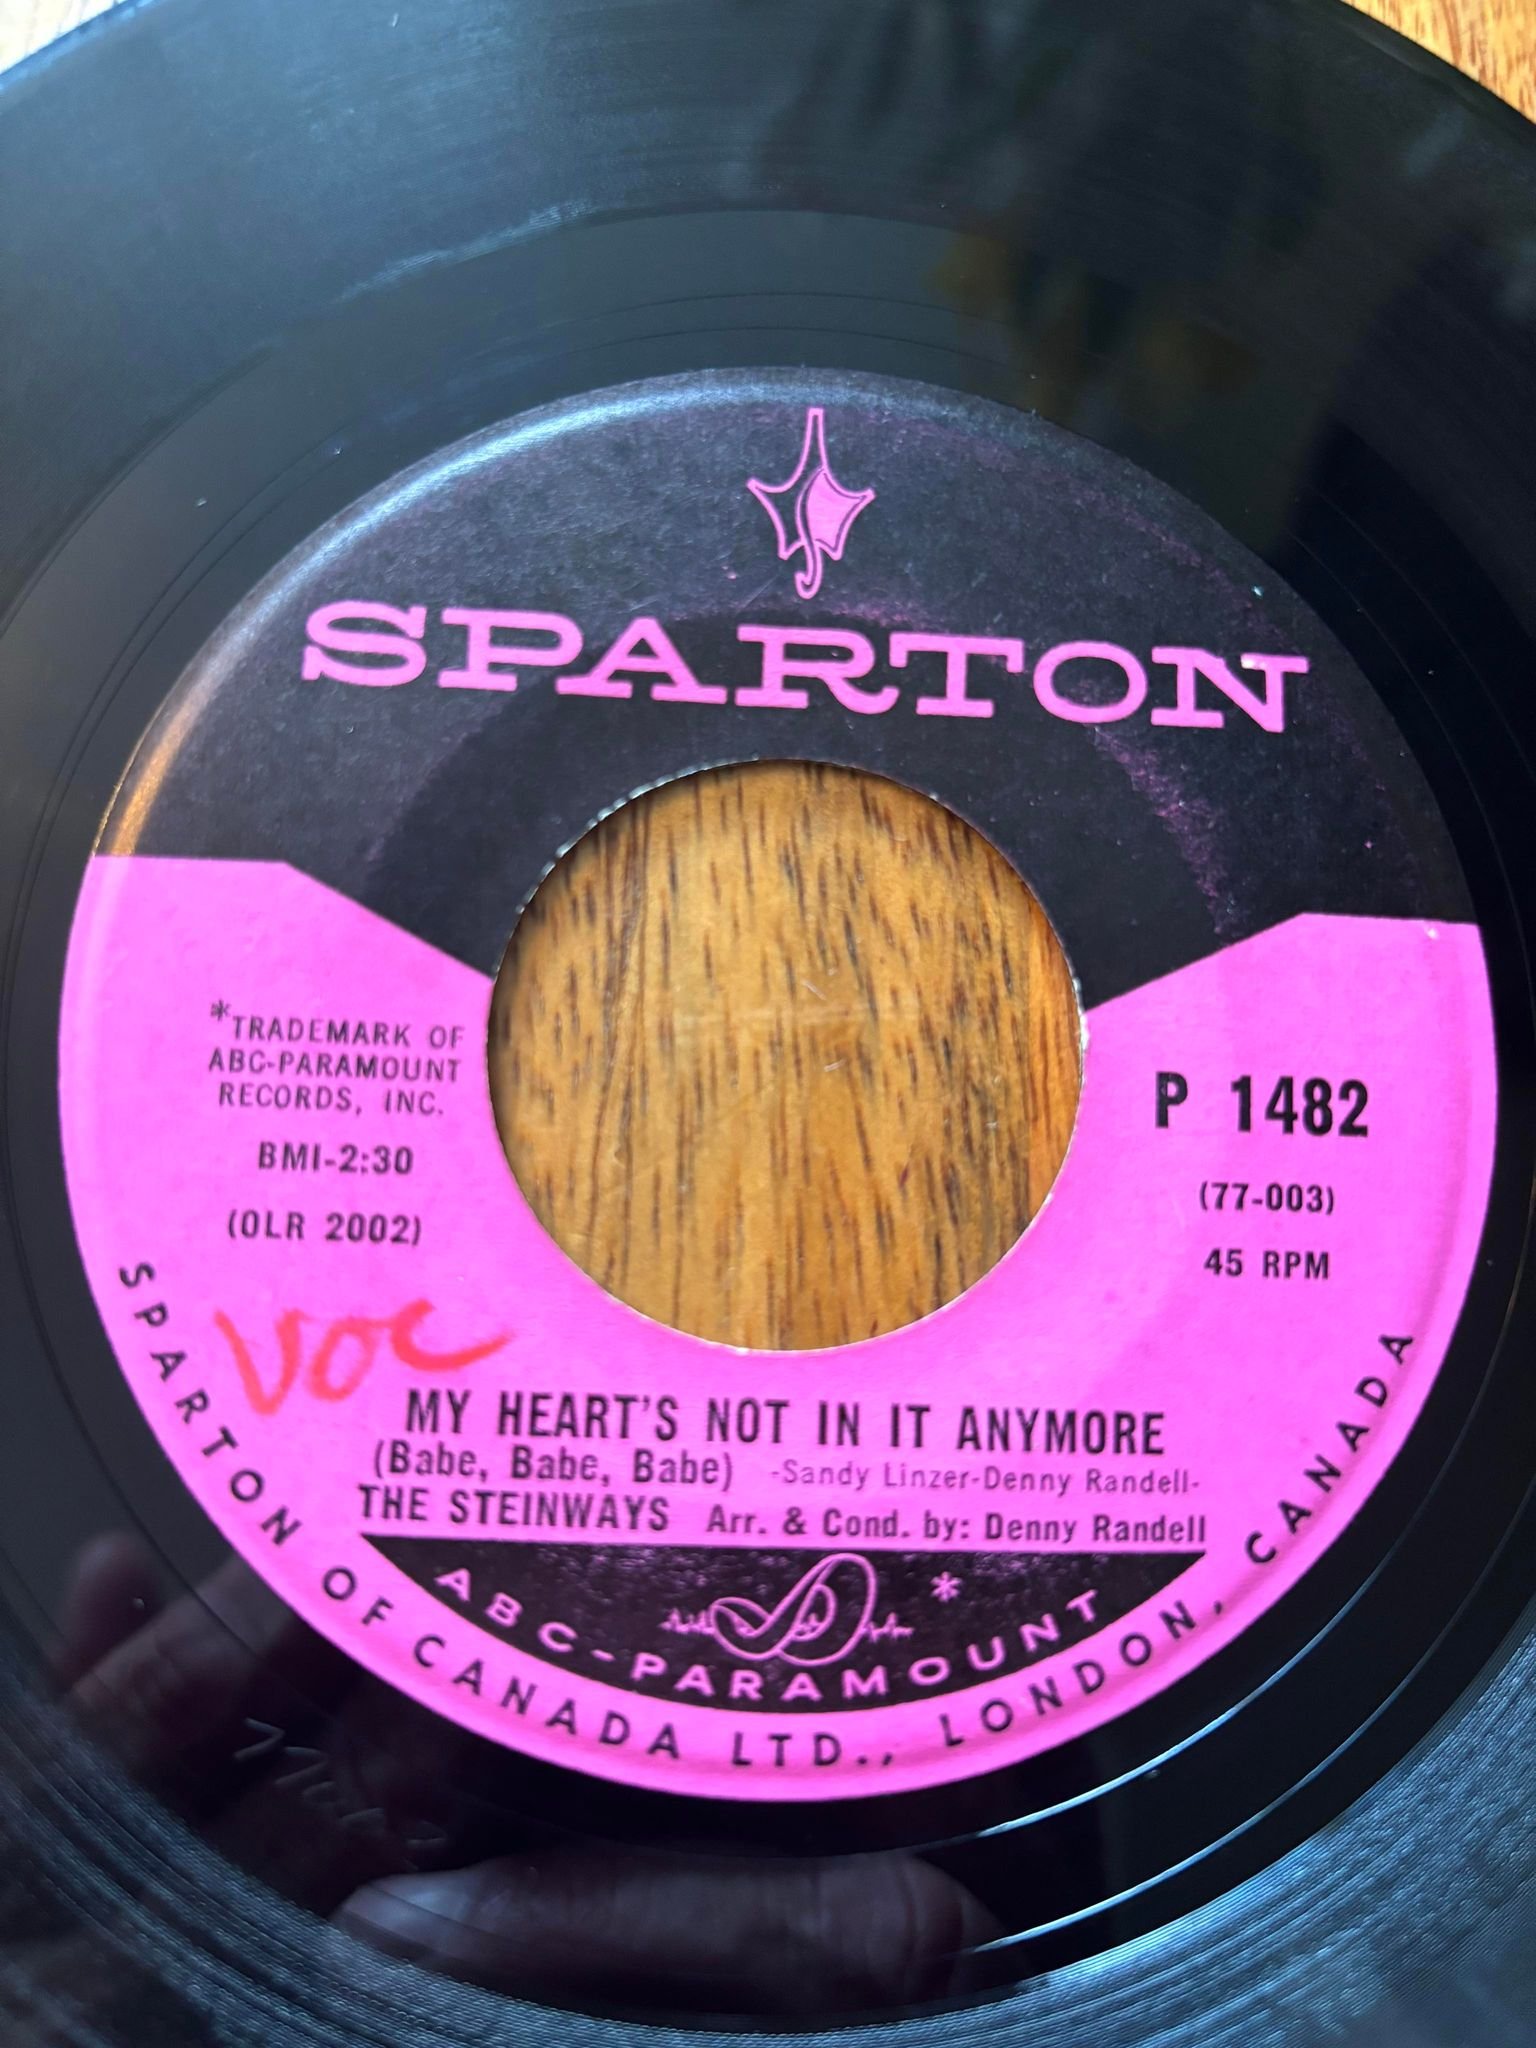 SPARTON
*TRADEMARK OF
ABC-PARAMOUNT
RECORDS, INC.
BMI-2:30
(OLR 2002)
P 1482
(77-003)
45 RPM
VOC
MY HEART'S NOT IN IT ANYMORE
(Babe, Babe, Babe) -Sandy Linzer-Denny Randell-
THE STEINWAYS Arr. & Cond. by: Denny Randell
*
ABC-PARAMOUNT
SPARTON OF CANADA LTD., LONDON, CANADA